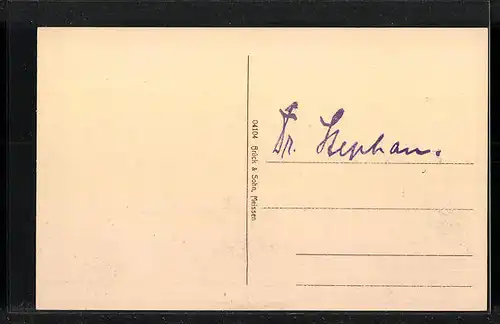 04104 Brück & Sohn, Meissen
Dr. Stephan.